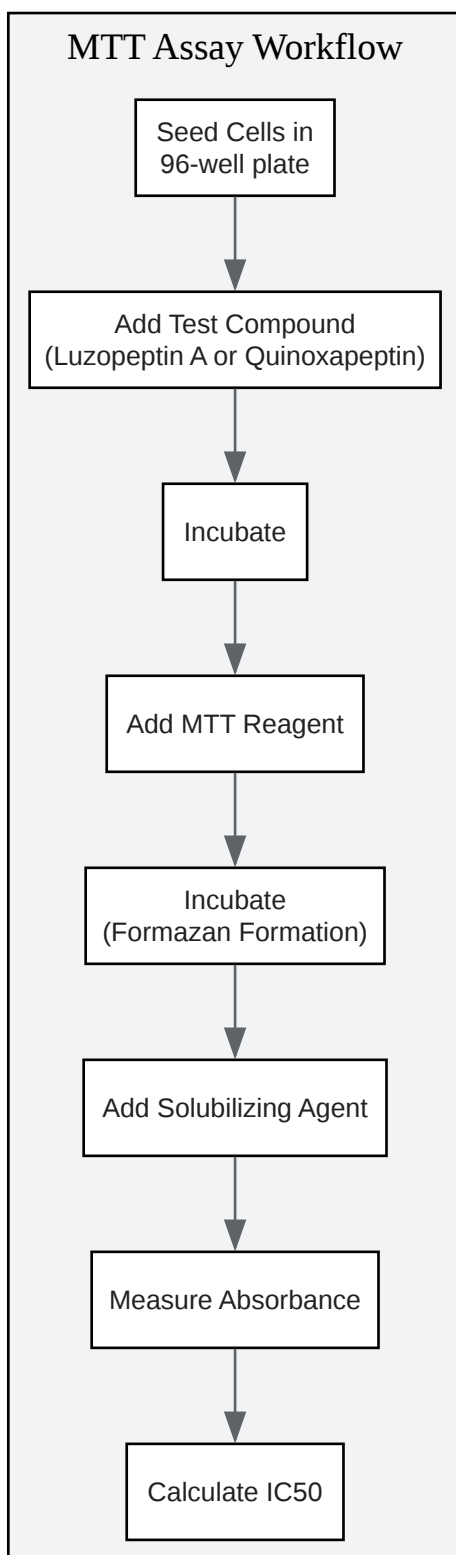 MTT Assay Workflow
Seed Cells in
96-well plate
Add Test Compound
(Luzopeptin A or Quinoxapeptin)
Incubate
Add MTT Reagent
Incubate
(Formazan Formation)
Add Solubilizing Agent
Measure Absorbance
Calculate IC50